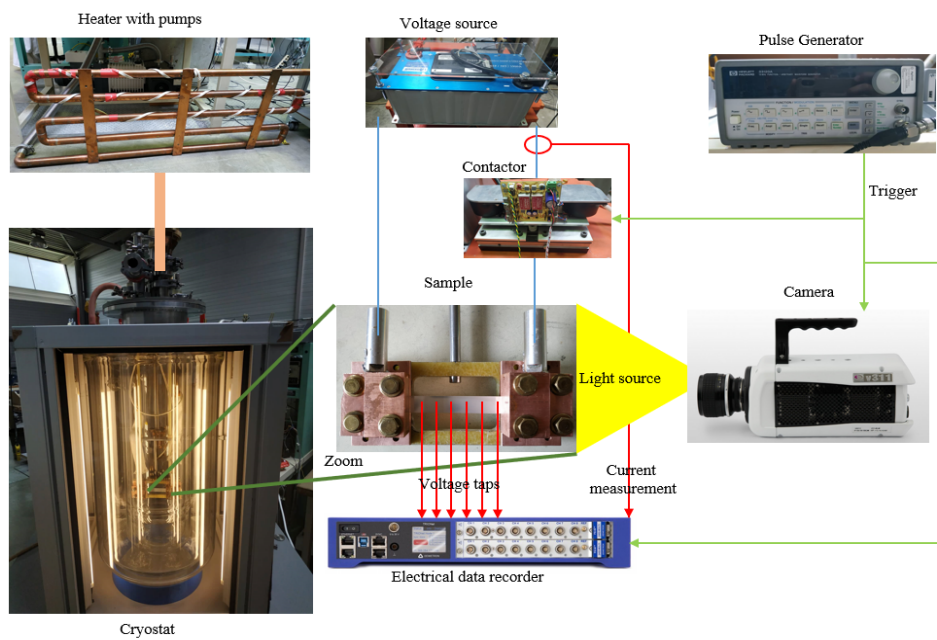 Heater with pumps
Voltage source
Pulse Generator
Contactor
Trigger
Sample
Camera
Light source
Zoom
Voltage taps
Current
measurement
Electrical data recorder
Cryostat